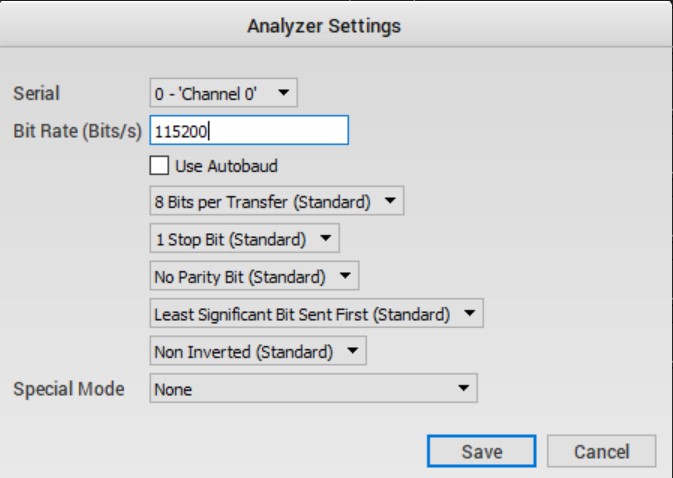 Analyzer Settings
Serial 0 - 'Channel 0'
Bit Rate (Bits/s) 115200
Use Autobaud
8 Bits per Transfer (Standard)
1 Stop Bit (Standard)
No Parity Bit (Standard)
Least Significant Bit Sent First (Standard)
Non Inverted (Standard)
Special Mode None
Save Cancel